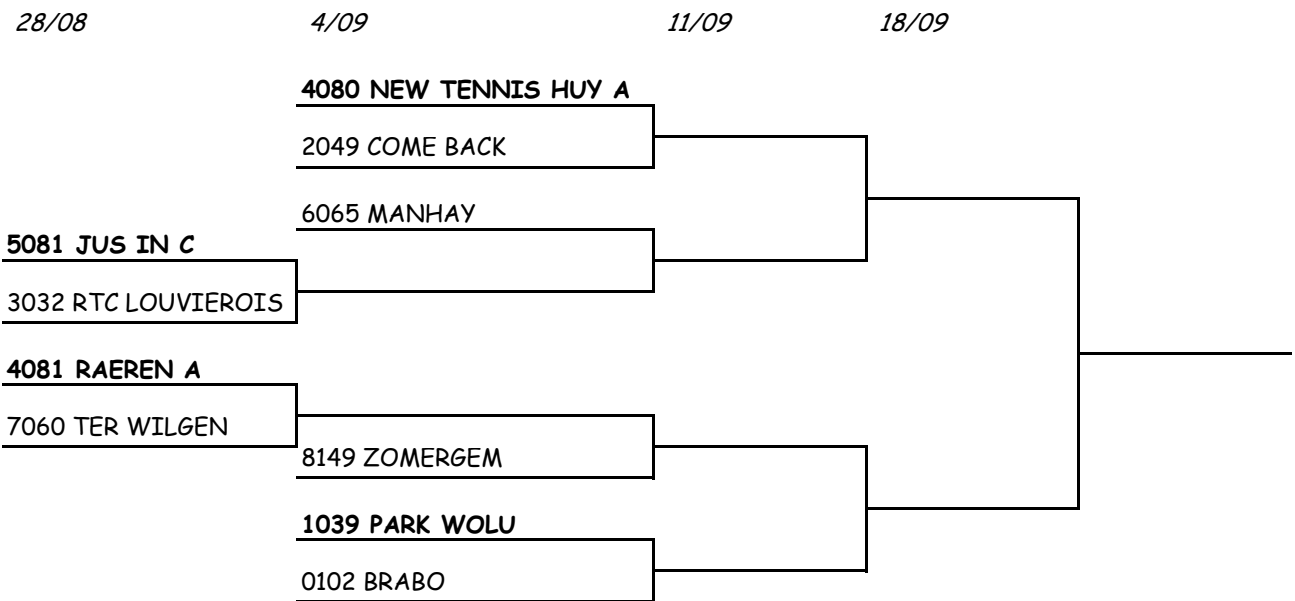 28/08 4/09 11/09 18/09
4080 NEW TENNIS HUY A
2049 COME BACK
6065 MANHAY
5081 JUS IN C
3032 RTC LOUVIEROIS
4081 RAEREN A
7060 TER WILGEN
8149 ZOMERGEM
1039 PARK WOLU
0102 BRABO